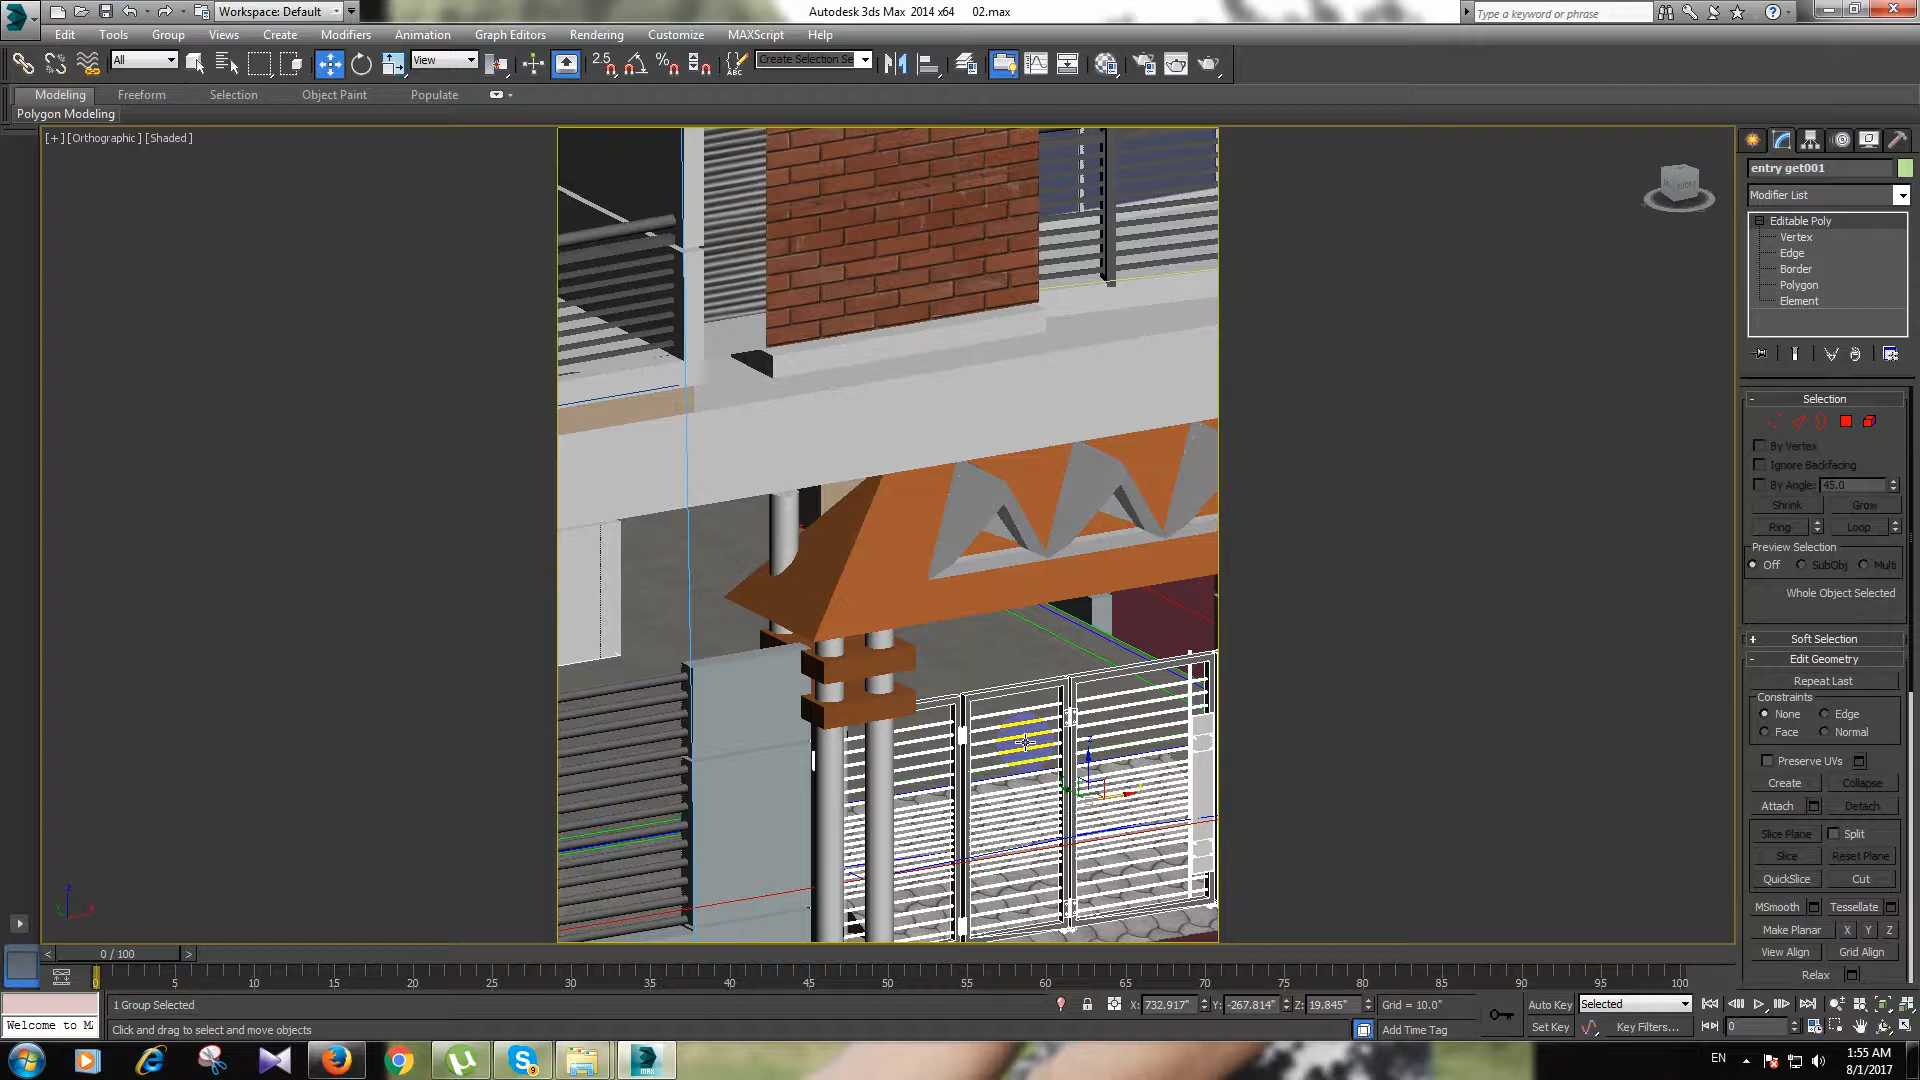 Workspace: Default
Autodesk 3ds Max 2014 x64 02.max
Type a keyword or phrase
Edit Tools Group Views Create Modifiers Animation Graph Editors Rendering Customize MAXScript Help
All
View
2.5
Create Selection Se
Modeling Freeform Selection Object Paint Populate
Polygon Modeling
[+] [Orthographic] [Shaded]
entry get001
Modifier List
Editable Poly
Vertex
Edge
Border
Polygon
Element
Selection
By Vertex
Ignore Backfacing
By Angle: 45.0
Shrink Grow
Ring Loop
Preview Selection
Off SubObj Multi
Whole Object Selected
Soft Selection
Edit Geometry
Repeat Last
Constraints
None Edge
Face Normal
Preserve UVs
Create Collapse
Attach Detach
Slice Plane Split
Slice Reset Plane
QuickSlice Cut
MSmooth Tessellate
Make Planar X Y Z
View Align Grid Align
Relax
0 / 100
5 10 15 20 25 30 35 40 45 50 55 60 65 70 75 80 85 90 95 100
1 Group Selected
X: 732.917" Y: -267.814" Z: 19.845" Grid = 10.0"
Auto Key Selected
Welcome to M
Click and drag to select and move objects
Add Time Tag
Set Key Key Filters...
0
EN
1:55 AM
8/1/2017